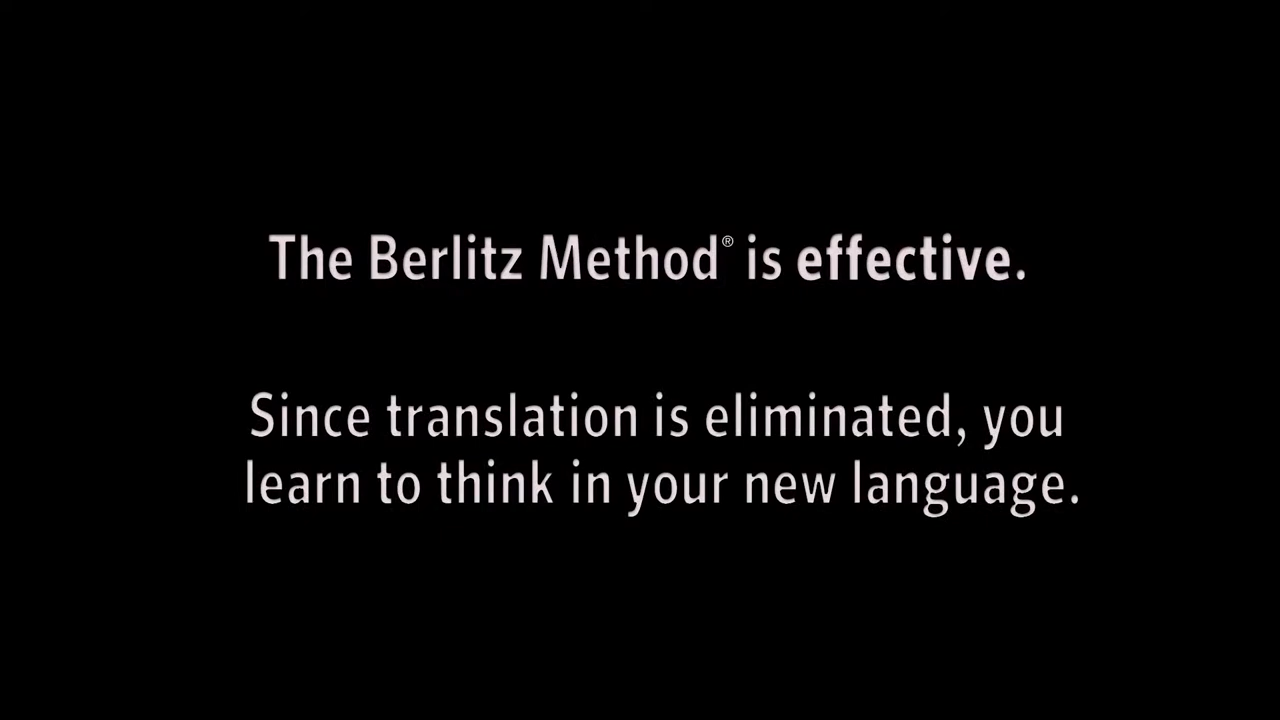 The Berlitz Method® is effective.
Since translation is eliminated, you
learn to think in your new language.